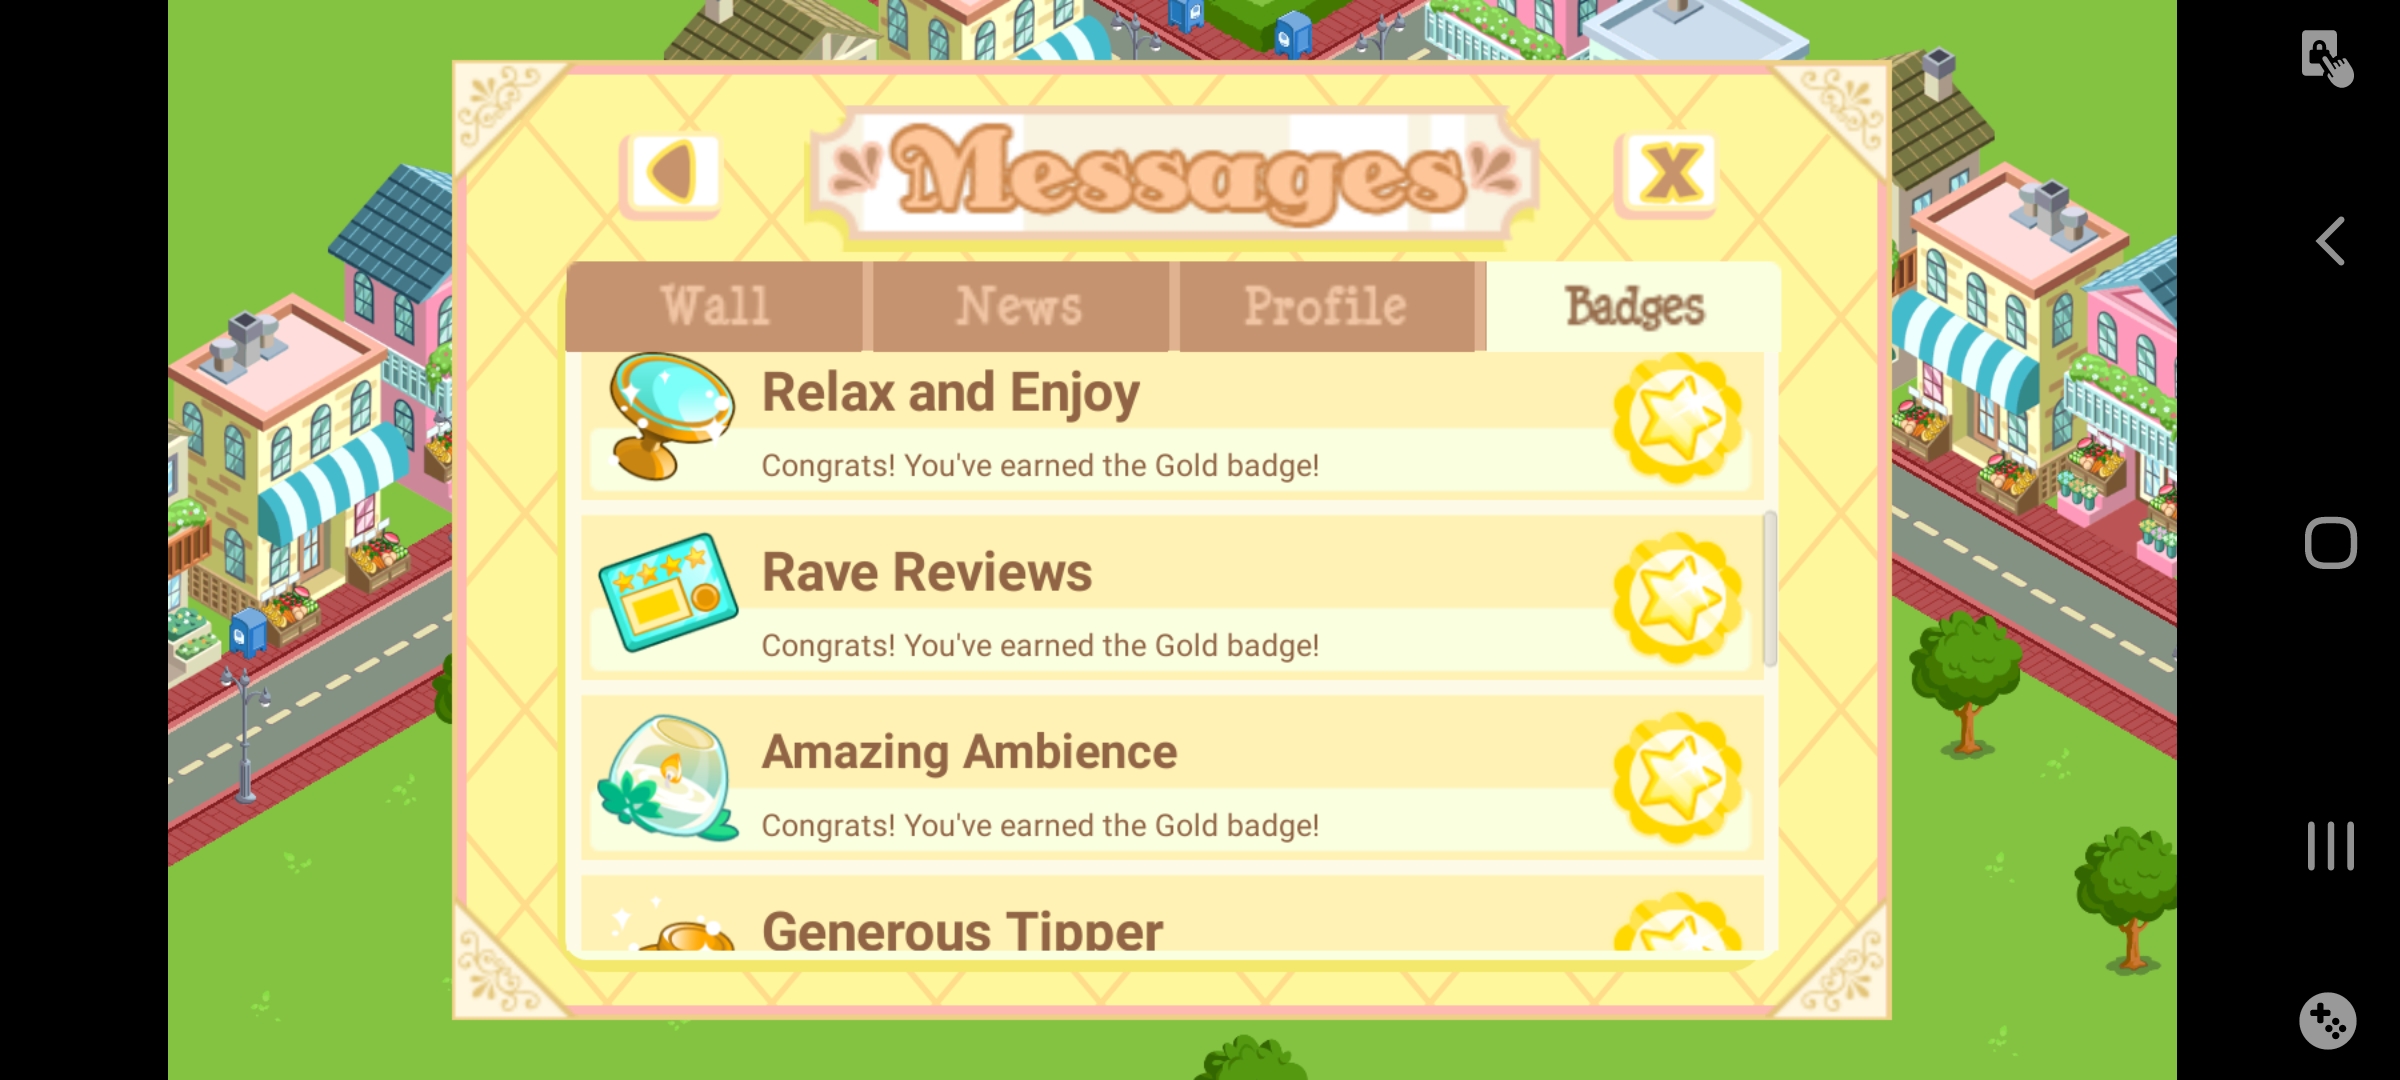 Messages
X
Wall
News
Profile
Badges
Relax and Enjoy
Congrats! You've earned the Gold badge!
Rave Reviews
Congrats! You've earned the Gold badge!
Amazing Ambience
Congrats! You've earned the Gold badge!
Generous Tipper